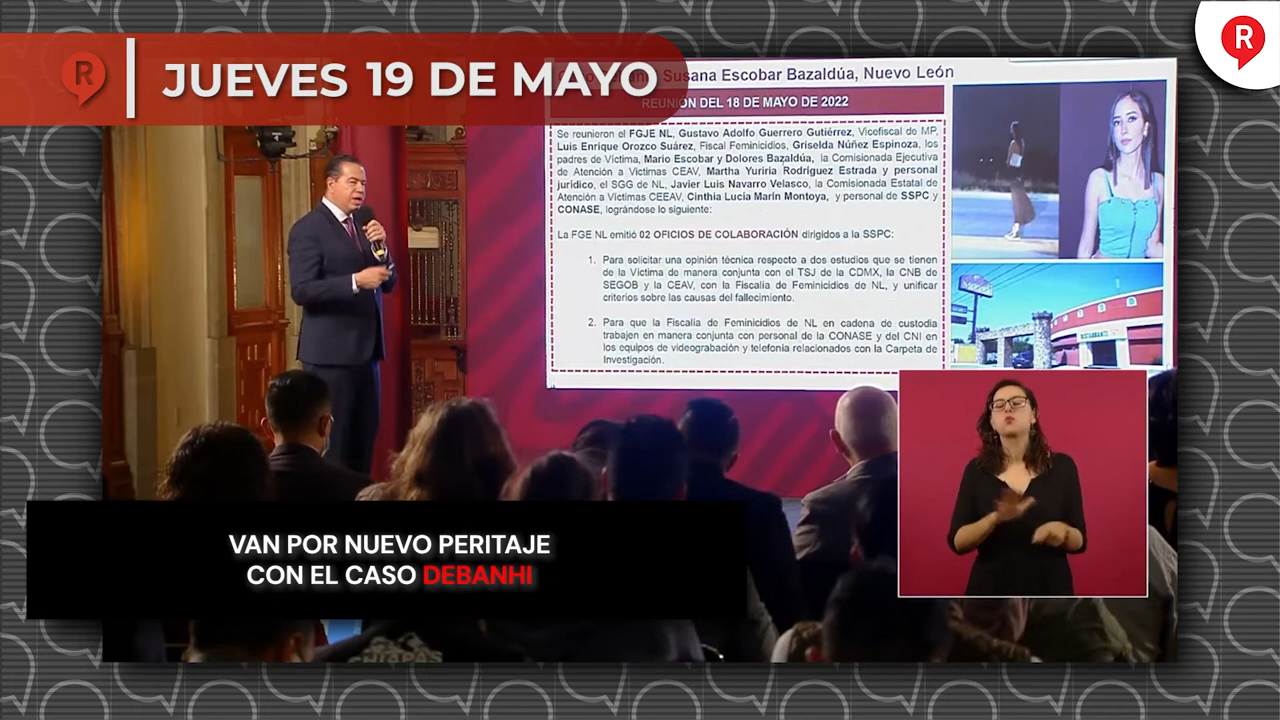 R
JUEVES 19 DE MAYO
R
Susana Escobar Bazaldúa, Nuevo León
REUNIÓN DEL 18 DE MAYO DE 2022
Se reunieron el FGJE NL, Gustavo Adolfo Guerrero Gutiérrez, Vicefiscal de MP,
Luis Enrique Orozco Suárez, Fiscal Feminicidios, Griselda Núñez Espinoza, los
padres de Víctima, Mario Escobar y Dolores Bazaldúa, la Comisionada Ejecutiva
de Atención a Victimas CEAV, Martha Yuriria Rodríguez Estrada y personal
jurídico, el SGG de NL, Javier Luis Navarro Velasco, la Comisionada Estatal de
Atención a Víctimas CEEAV, Cinthia Lucia Marín Montoya, y personal de SSPC y
CONASE, lográndose lo siguiente:
La FGE NL emitió 02 OFICIOS DE COLABORACIÓN dirigidos a la SSPC:
1. Para solicitar una opinión técnica respecto a dos estudios que se tienen
de la Víctima de manera conjunta con el TSJ de la CDMX, la CNB de
SEGOB y la CEAV, con la Fiscalía de Feminicidios de NL, y unificar
criterios sobre las causas del fallecimiento.
2. Para que la Fiscalía de Feminicidios de NL en cadena de custodia
trabajen en manera conjunta con personal de la CONASE y del CNI en
los equipos de videograbación y telefonía relacionados con la Carpeta de
Investigación.
VAN POR NUEVO PERITAJE
CON EL CASO DEBANHI